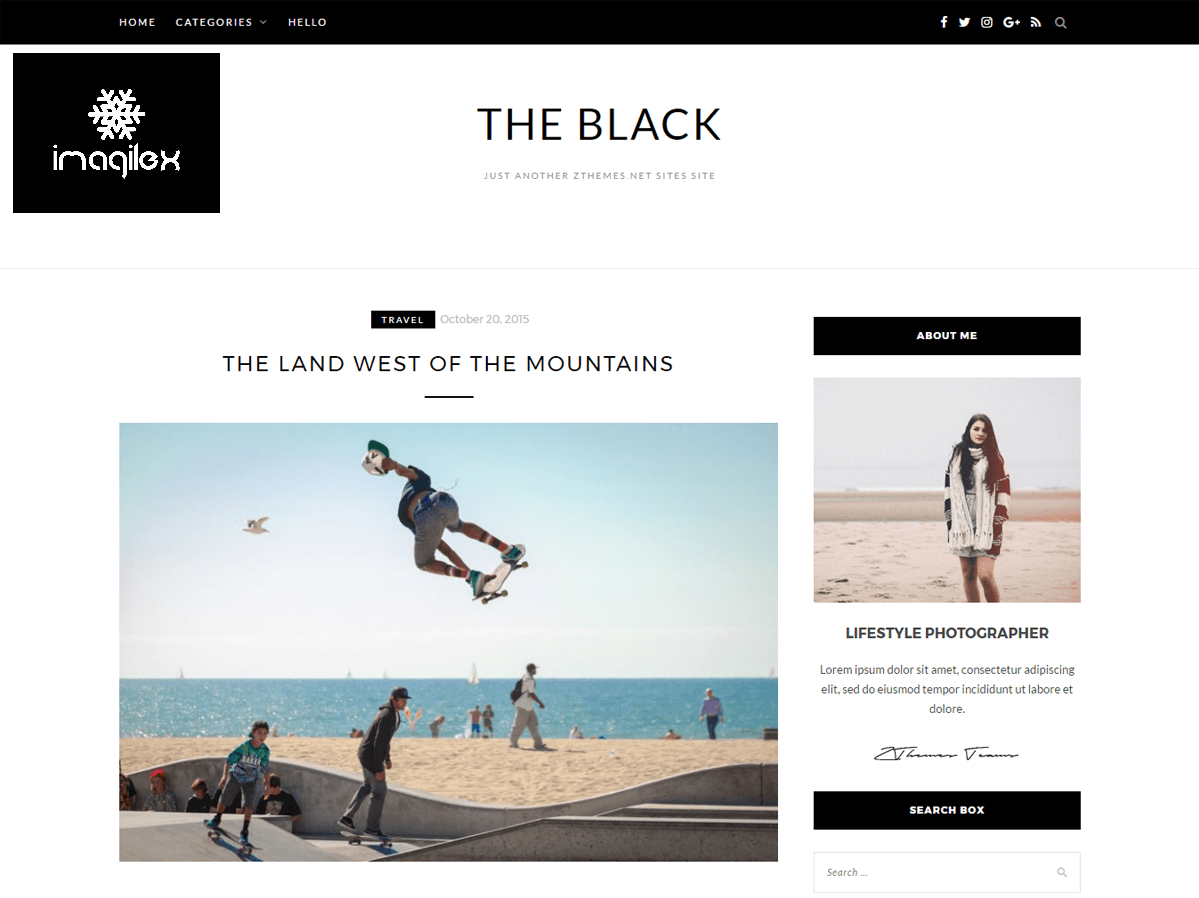 HOME CATEGORIES HELLO
imagilex
THE BLACK
JUST ANOTHER ZTHEMES.NET SITES SITE
TRAVEL October 20, 2015
THE LAND WEST OF THE MOUNTAINS
ABOUT ME
LIFESTYLE PHOTOGRAPHER
Lorem ipsum dolor sit amet, consectetur adipiscing
elit, sed do eiusmod tempor incididunt ut labore et
dolore.
ZThemes Teams
SEARCH BOX
Search ...